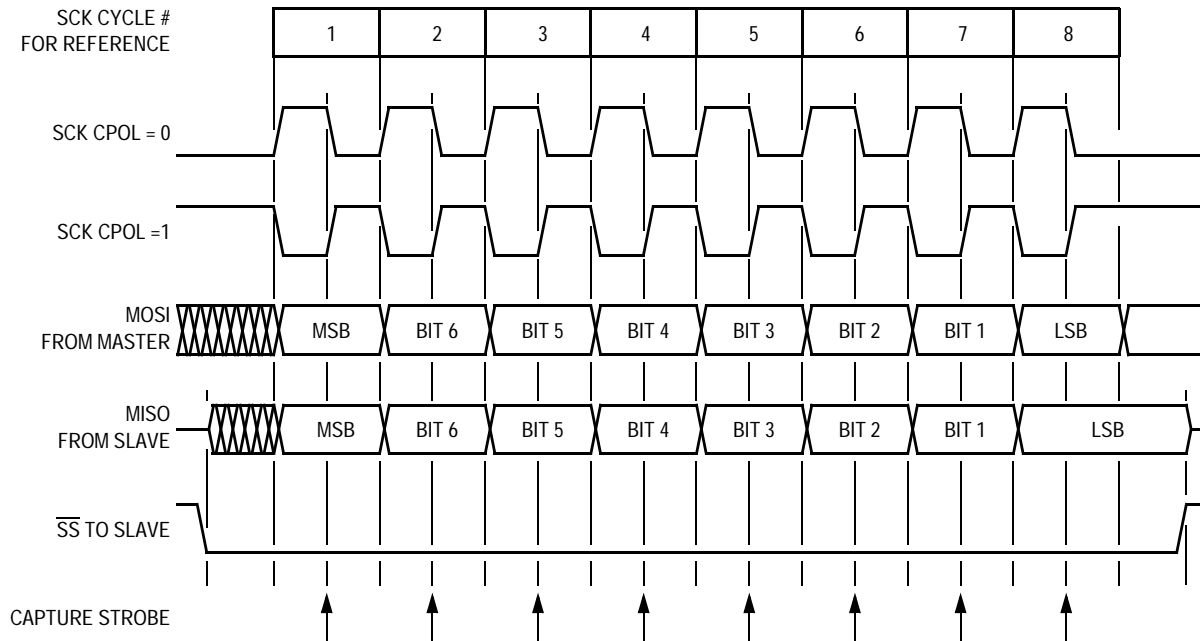 SCK CYCLE #
FOR REFERENCE
1 2 3 4 5 6 7 8
SCK CPOL = 0
SCK CPOL =1
MOSI
FROM MASTER
MSB BIT 6 BIT 5 BIT 4 BIT 3 BIT 2 BIT 1 LSB
MISO
FROM SLAVE
MSB BIT 6 BIT 5 BIT 4 BIT 3 BIT 2 BIT 1 LSB
S̅S̅ TO SLAVE
CAPTURE STROBE